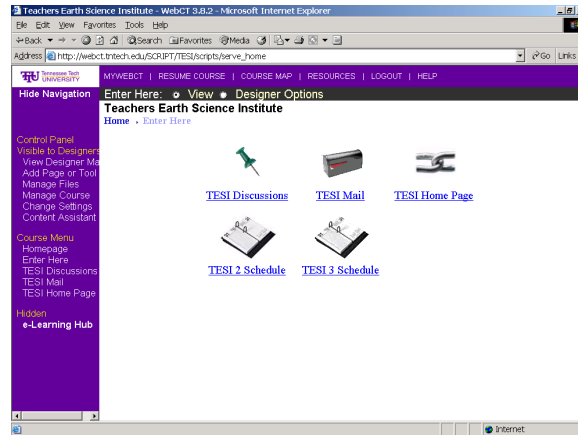 Teachers Earth Science Institute - WebCT 3.8.2 - Microsoft Internet Explorer
File Edit View Favorites Tools Help
Back Search Favorites Media
Address http://webct.tntech.edu/SCRIPT/TESI/scripts/serve_home Go Links
TTU Tennessee Tech UNIVERSITY
MYWEBCT | RESUME COURSE | COURSE MAP | RESOURCES | LOGOUT | HELP
Hide Navigation
Enter Here: View Designer Options
Teachers Earth Science Institute
Home Enter Here
Control Panel
Visible to Designers
View Designer Ma
Add Page or Tool
Manage Files
Manage Course
Change Settings
Content Assistant
Course Menu
Homepage
Enter Here
TESI Discussions
TESI Mail
TESI Home Page
Hidden
e-Learning Hub
TESI Discussions TESI Mail TESI Home Page
TESI 2 Schedule TESI 3 Schedule
Internet